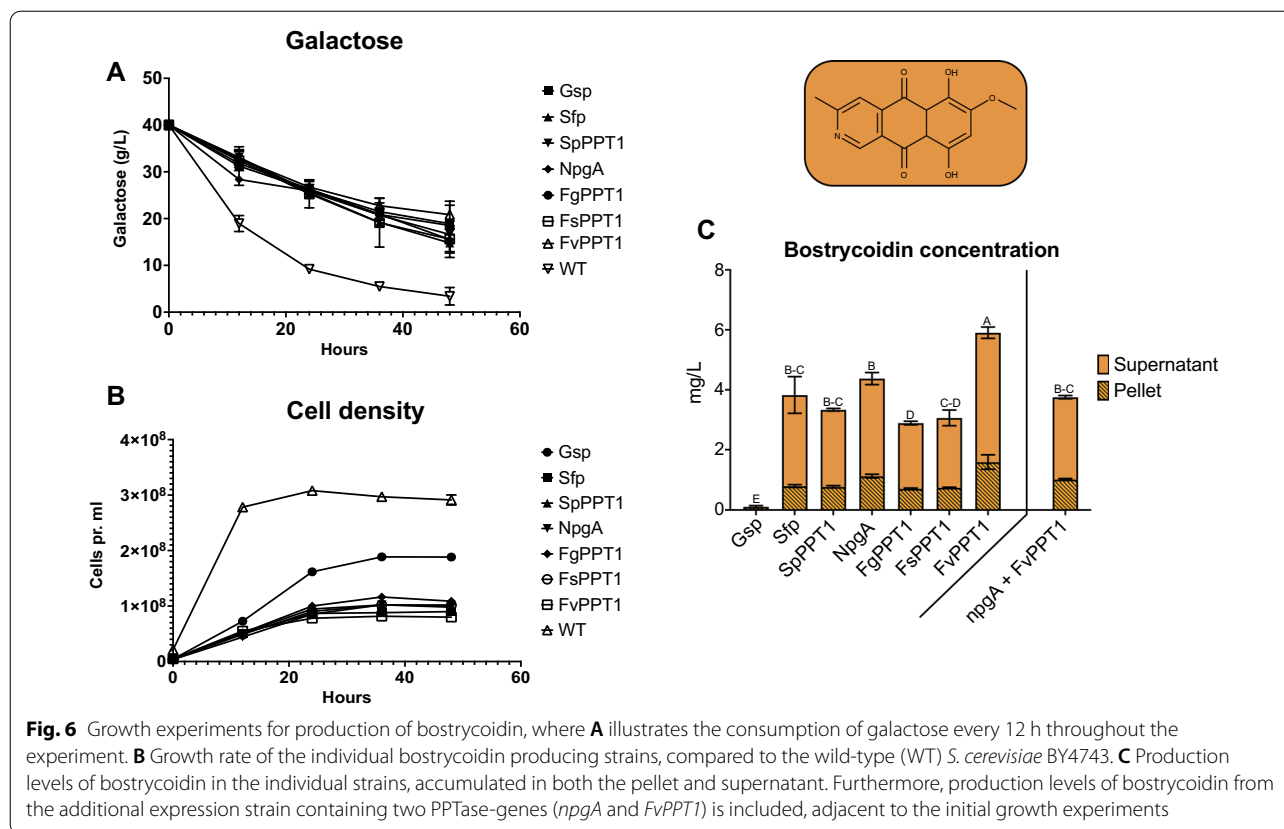 Galactose
A
50
40
30
20
10
0
Galactose (g/L)
0
20
40
60
Hours
Gsp
Sfp
SpPPT1
NpgA
FgPPT1
FsPPT1
FvPPT1
WT
O
OH
O
N
O
OH
B
Cell density
4×10⁸
3×10⁸
2×10⁸
1×10⁸
0
Cells pr. ml
0
20
40
60
Hours
Gsp
Sfp
SpPPT1
NpgA
FgPPT1
FsPPT1
FvPPT1
WT
C
Bostrycoidin concentration
8
6
4
2
0
mg/L
E
B-C
B-C
B
D
C-D
A
B-C
Gsp
Sfp
SpPPT1
NpgA
FgPPT1
FsPPT1
FvPPT1
npgA + FvPPT1
Supernatant
Pellet
Fig. 6 Growth experiments for production of bostrycoidin, where A illustrates the consumption of galactose every 12 h throughout the
experiment. B Growth rate of the individual bostrycoidin producing strains, compared to the wild-type (WT) S. cerevisiae BY4743. C Production
levels of bostrycoidin in the individual strains, accumulated in both the pellet and supernatant. Furthermore, production levels of bostrycoidin from
the additional expression strain containing two PPTase-genes (npgA and FvPPT1) is included, adjacent to the initial growth experiments